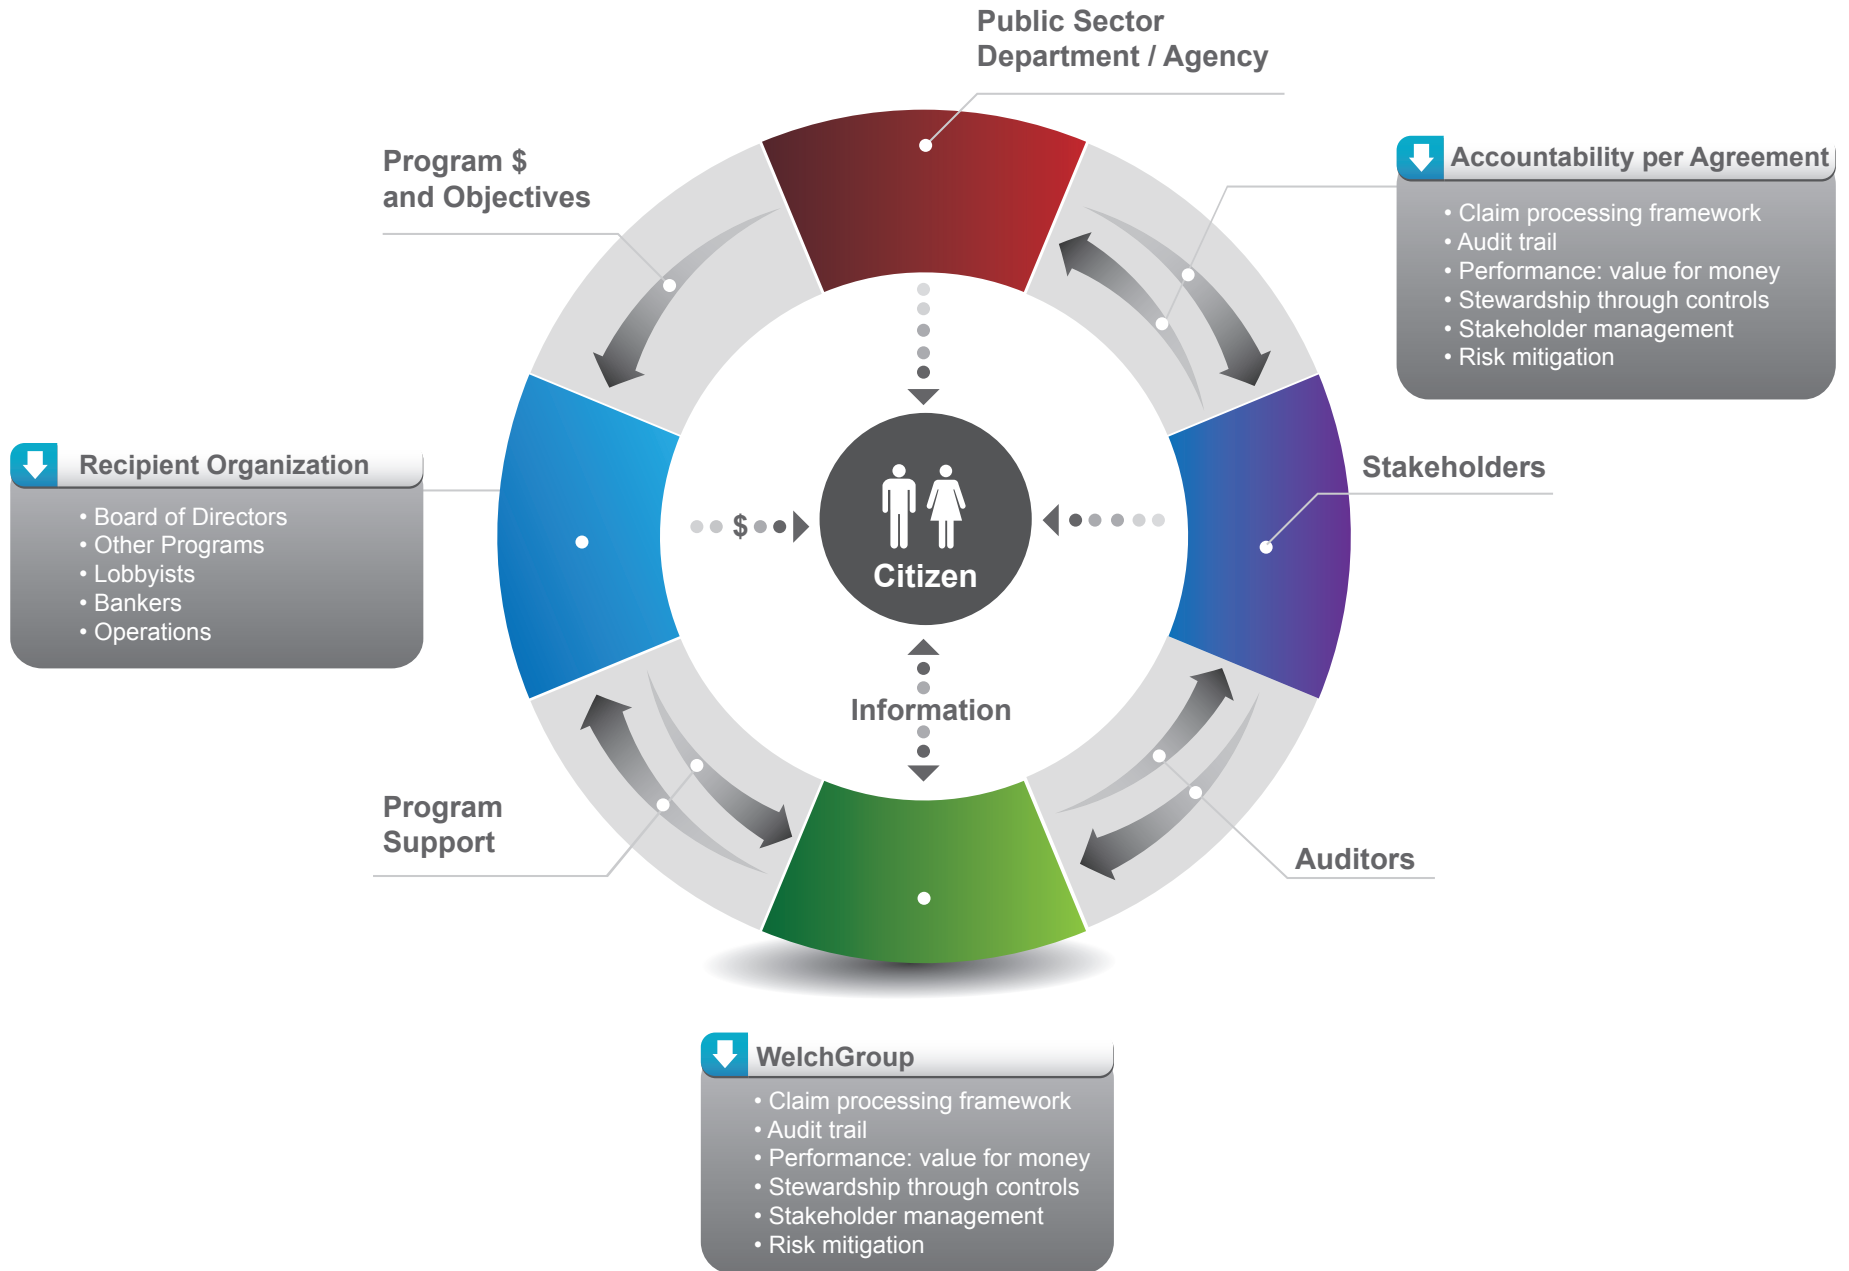 Public Sector
Department / Agency
Program $
and Objectives
Accountability per Agreement
• Claim processing framework
• Audit trail
• Performance: value for money
• Stewardship through controls
• Stakeholder management
• Risk mitigation
Recipient Organization
• Board of Directors
• Other Programs
• Lobbyists
• Bankers
• Operations
Stakeholders
$
Citizen
Information
Program
Support
Auditors
WelchGroup
• Claim processing framework
• Audit trail
• Performance: value for money
• Stewardship through controls
• Stakeholder management
• Risk mitigation